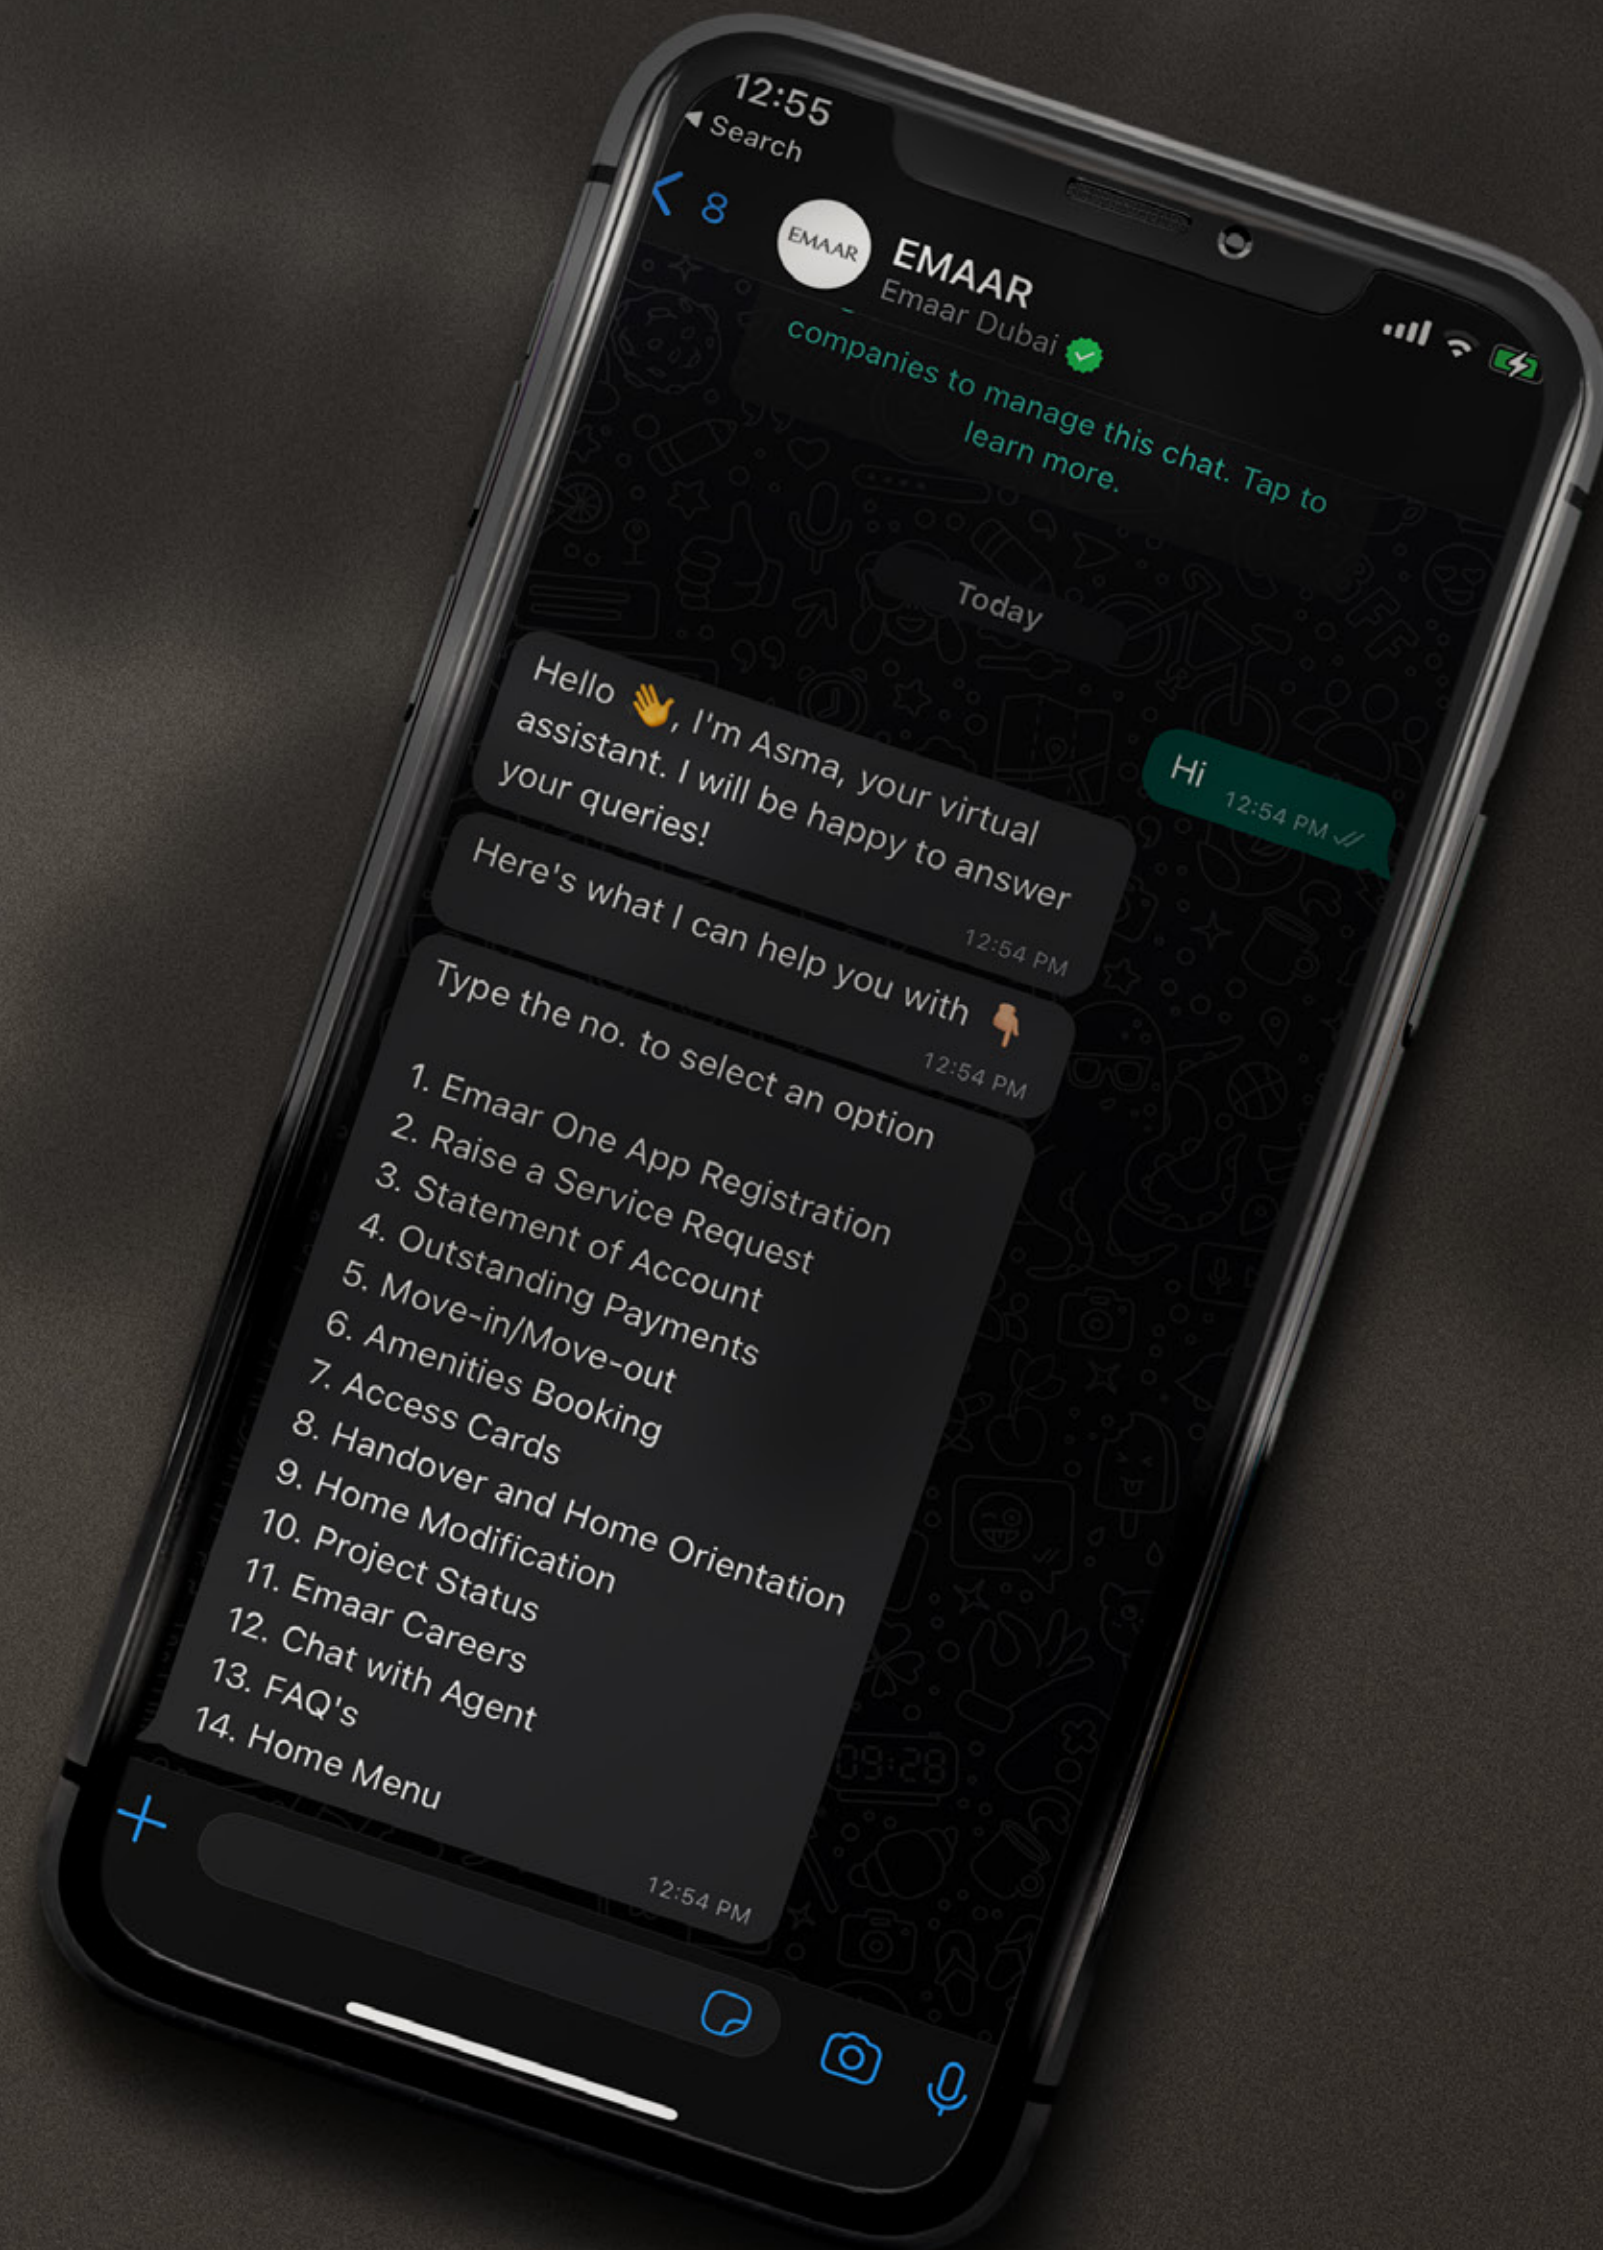 12:55
Search
8
EMAAR
EMAAR
Emaar Dubai
companies to manage this chat. Tap to
learn more.
Today
Hi
12:54 PM
Hello 👋, I'm Asma, your virtual
assistant. I will be happy to answer
your queries!
12:54 PM
Here's what I can help you with 👇🏼
12:54 PM
Type the no. to select an option
1. Emaar One App Registration
2. Raise a Service Request
3. Statement of Account
4. Outstanding Payments
5. Move-in/Move-out
6. Amenities Booking
7. Access Cards
8. Handover and Home Orientation
9. Home Modification
10. Project Status
11. Emaar Careers
12. Chat with Agent
13. FAQ's
14. Home Menu
12:54 PM
09:28